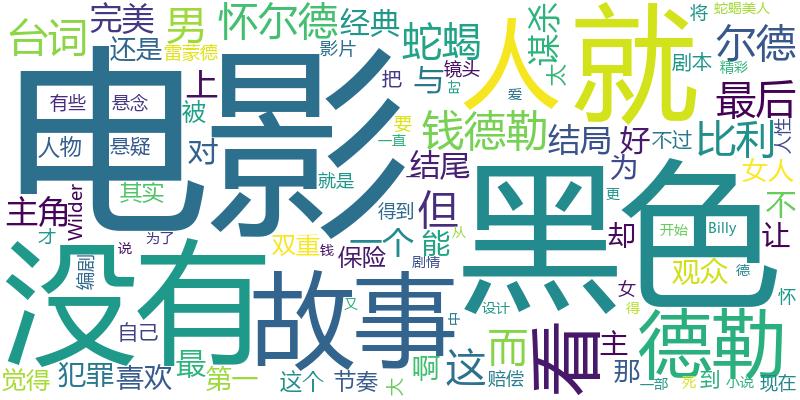 电影
黑色
没有
故事
就
人
看
德勒
台词
完美
男
怀尔德
经典
还是
雷蒙德
影片
上
与
把
镜头
蛇蝎
谋杀
太
剧本
将
蛇蝎美人
精彩
尔德
最后
有些
悬念
被
人物
悬疑
对
其实
就是
爱
要
一直
钱德勒
结局
好
不过
比利
人性
结尾
为
女人
不
主角
Wilder
才
说
为了
双重
钱
得到
但
一个
能
从
保险
剧情
却
更
开始
Billy
让
女
观众
德
编剧
自己
又
中
设计
得
怀
觉得
犯罪
喜欢
最
第一
这个
节奏
大
啊
这
而
赔偿
主
那
一部
死
到
小说
现在